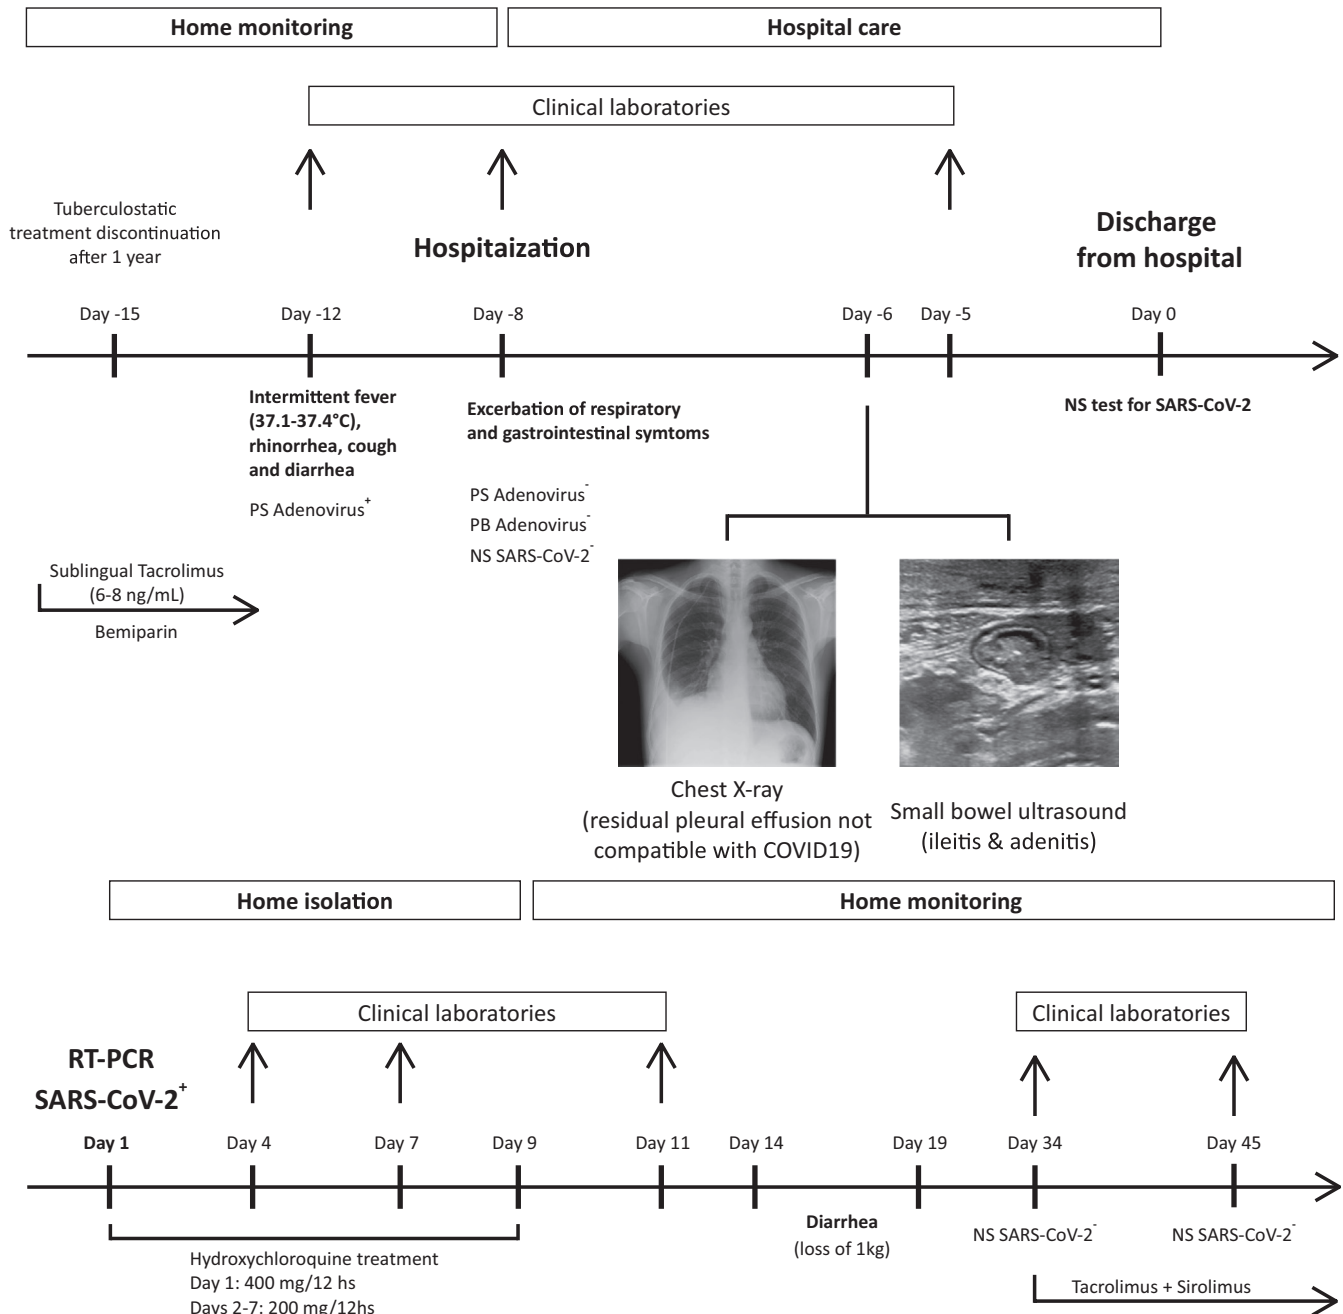 Home monitoring
Hospital care
Clinical laboratories
Tuberculostatic
treatment discontinuation
after 1 year
Hospitaization
Discharge
from hospital
Day -15
Day -12
Day -8
Day -6
Day -5
Day 0
Intermittent fever
(37.1-37.4°C),
rhinorrhea, cough
and diarrhea
PS Adenovirus+
Excerbation of respiratory
and gastrointestinal symtoms
PS Adenovirus-
PB Adenovirus-
NS SARS-CoV-2-
NS test for SARS-CoV-2
Sublingual Tacrolimus
(6-8 ng/mL)
Bemiparin
Chest X-ray
(residual pleural effusion not
compatible with COVID19)
Small bowel ultrasound
(ileitis & adenitis)
Home isolation
Home monitoring
Clinical laboratories
Clinical laboratories
RT-PCR
SARS-CoV-2+
Day 1
Day 4
Day 7
Day 9
Day 11
Day 14
Day 19
Day 34
Day 45
Diarrhea
(loss of 1kg)
NS SARS-CoV-2-
NS SARS-CoV-2-
Hydroxychloroquine treatment
Day 1: 400 mg/12 hs
Days 2-7: 200 mg/12hs
Tacrolimus + Sirolimus